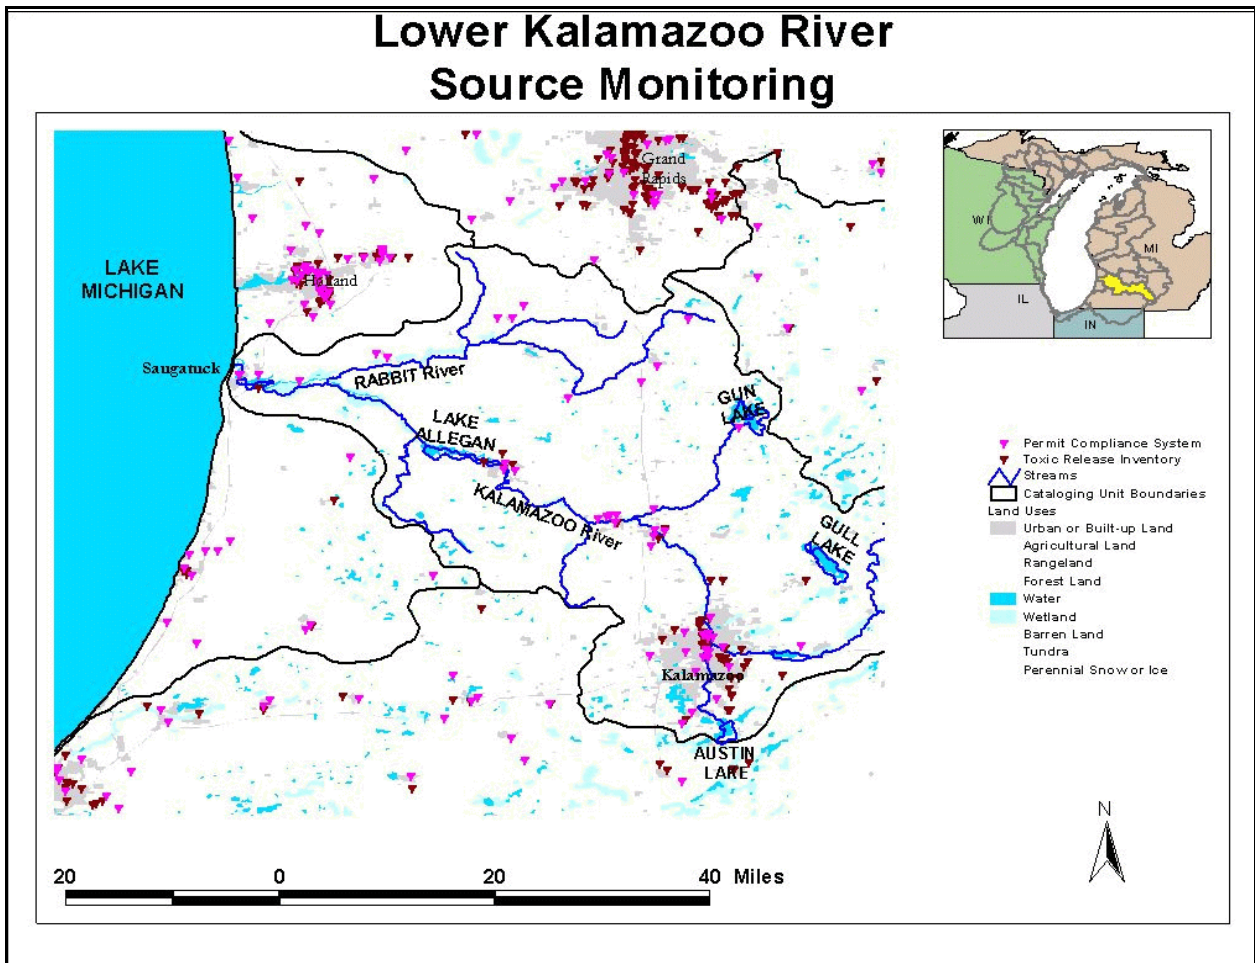 Lower Kalamazoo River
Source Monitoring
Grand
Rapids
LAKE
MICHIGAN
Holland
Saugatuck
RABBIT River
GUN
LAKE
LAKE
ALLEGAN
KALAMAZOO River
GULL
LAKE
Kalamazoo
AUSTIN
LAKE
WI
MI
IL
IN
Permit Compliance System
Toxic Release Inventory
Streams
Cataloging Unit Boundaries
Land Uses
Urban or Built-up Land
Agricultural Land
Rangeland
Forest Land
Water
Wetland
Barren Land
Tundra
Perennial Snow or Ice
N
20 0 20 40 Miles